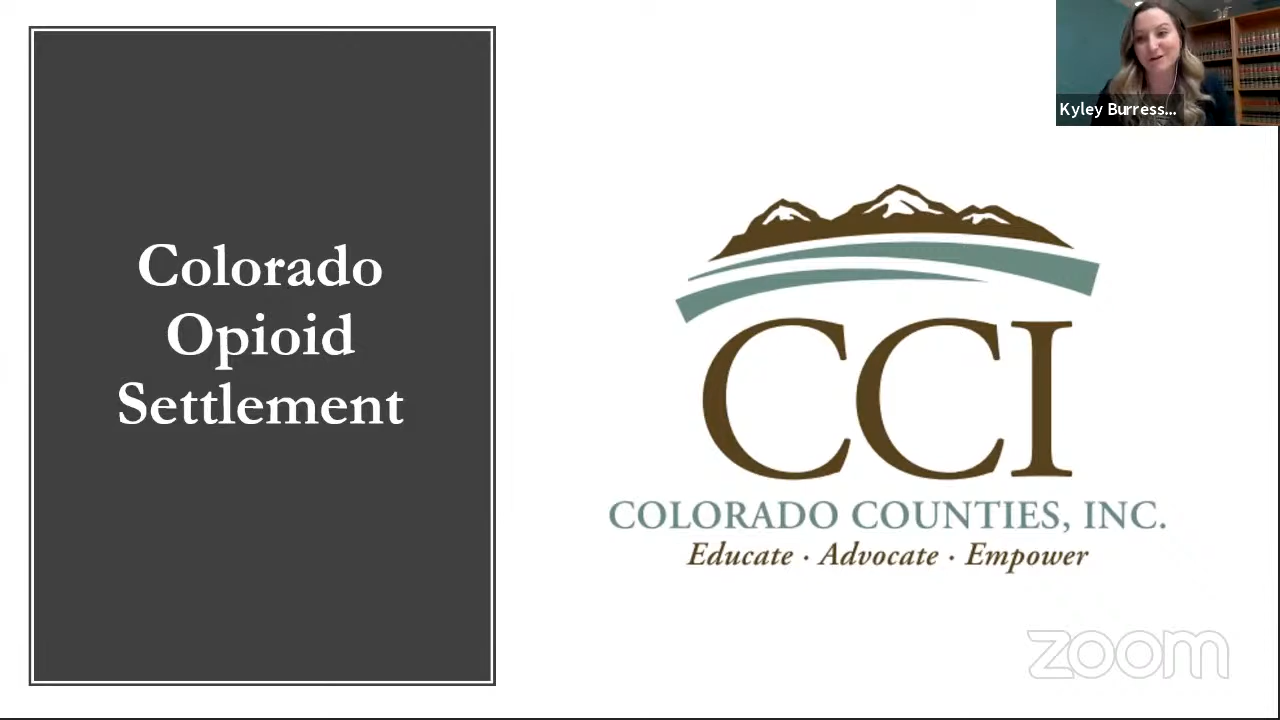 Colorado
Opioid
Settlement
Kyley Burress...
CCI
COLORADO COUNTIES, INC.
Educate · Advocate · Empower
zoom